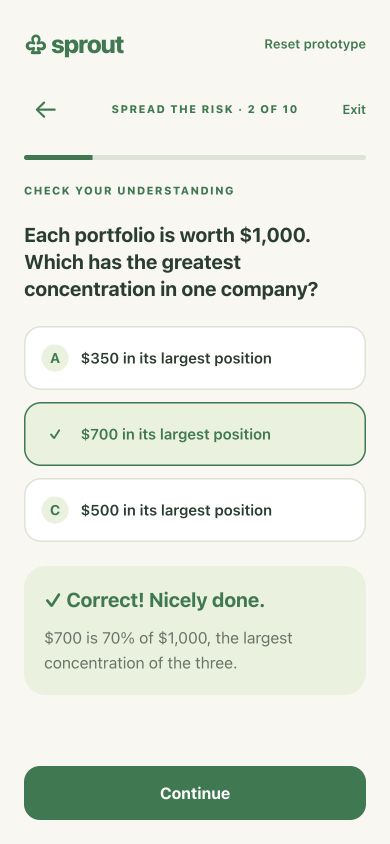 sprout
Reset prototype
SPREAD THE RISK · 2 OF 10
Exit
CHECK YOUR UNDERSTANDING
Each portfolio is worth $1,000.
Which has the greatest
concentration in one company?
A
$350 in its largest position
✓
$700 in its largest position
C
$500 in its largest position
✓ Correct! Nicely done.
$700 is 70% of $1,000, the largest
concentration of the three.
Continue